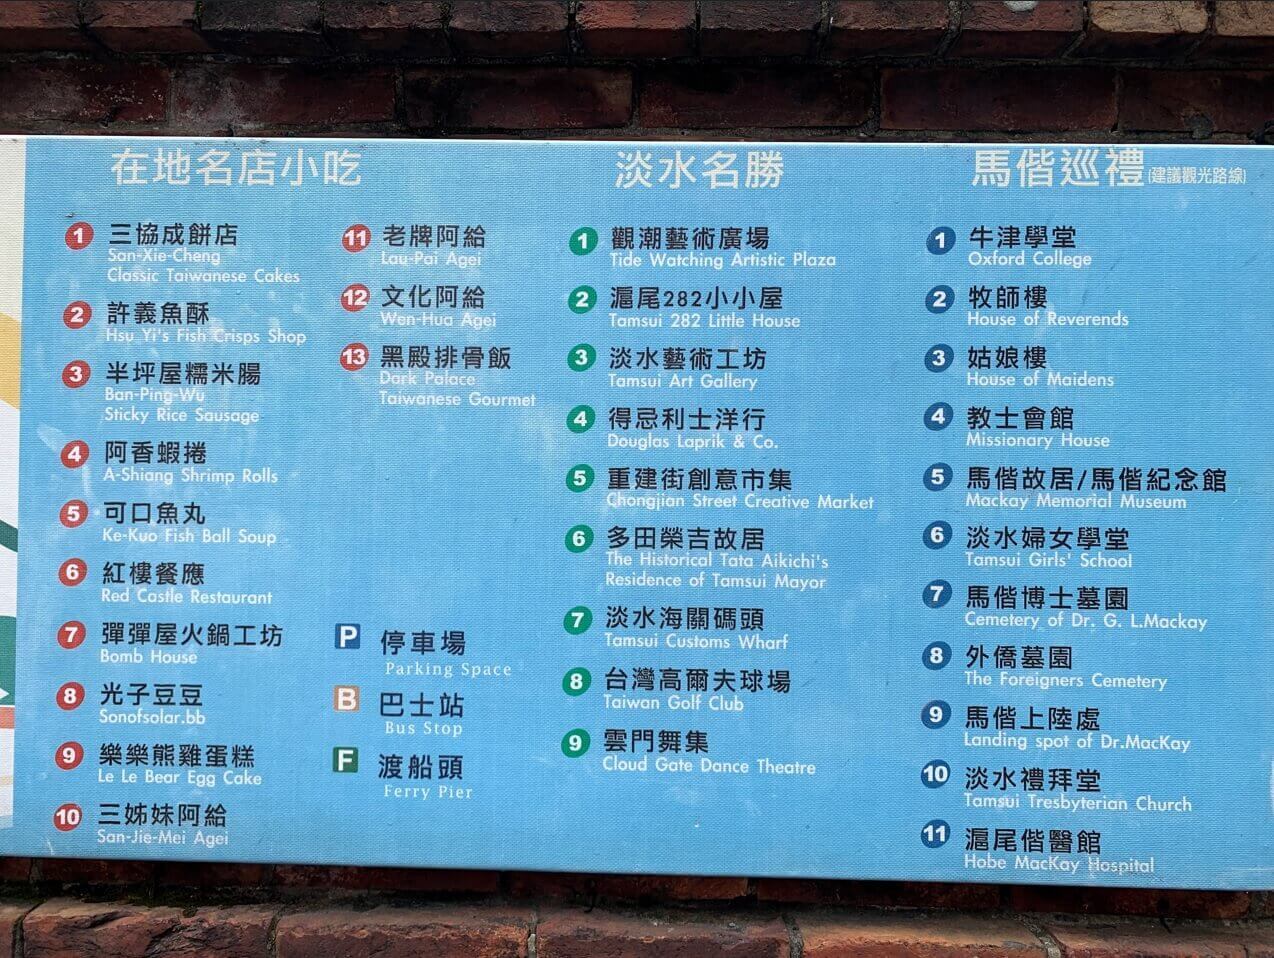 在地名店小吃
1 三協成餅店
San-Xie-Cheng
Classic Taiwanese Cakes
2 許義魚酥
Hsu Yi's Fish Crisps Shop
3 半坪屋糯米腸
Ban-Ping-Wu
Sticky Rice Sausage
4 阿香蝦捲
A-Shiang Shrimp Rolls
5 可口魚丸
Ke-Kuo Fish Ball Soup
6 紅樓餐應
Red Castle Restaurant
7 彈彈屋火鍋工坊
Bomb House
8 光子豆豆
Sonofsolar.bb
9 樂樂熊雞蛋糕
Le Le Bear Egg Cake
10 三姊妹阿給
San-Jie-Mei Agei
11 老牌阿給
Lau-Pai Agei
12 文化阿給
Wen-Hua Agei
13 黑殿排骨飯
Dark Palace
Taiwanese Gourmet
P 停車場
Parking Space
B 巴士站
Bus Stop
F 渡船頭
Ferry Pier
淡水名勝
1 觀潮藝術廣場
Tide Watching Artistic Plaza
2 滬尾282小小屋
Tamsui 282 Little House
3 淡水藝術工坊
Tamsui Art Gallery
4 得忌利士洋行
Douglas Laprik & Co.
5 重建街創意市集
Chongjian Street Creative Market
6 多田榮吉故居
The Historical Tata Aikichi's
Residence of Tamsui Mayor
7 淡水海關碼頭
Tamsui Customs Wharf
8 台灣高爾夫球場
Taiwan Golf Club
9 雲門舞集
Cloud Gate Dance Theatre
馬偕巡禮(建議觀光路線)
1 牛津學堂
Oxford College
2 牧師樓
House of Reverends
3 姑娘樓
House of Maidens
4 教士會館
Missionary House
5 馬偕故居/馬偕紀念館
Mackay Memorial Museum
6 淡水婦女學堂
Tamsui Girls' School
7 馬偕博士墓園
Cemetery of Dr. G. L.Mackay
8 外僑墓園
The Foreigners Cemetery
9 馬偕上陸處
Landing spot of Dr.MacKay
10 淡水禮拜堂
Tamsui Tresbyterian Church
11 滬尾偕醫館
Hobe MacKay Hospital